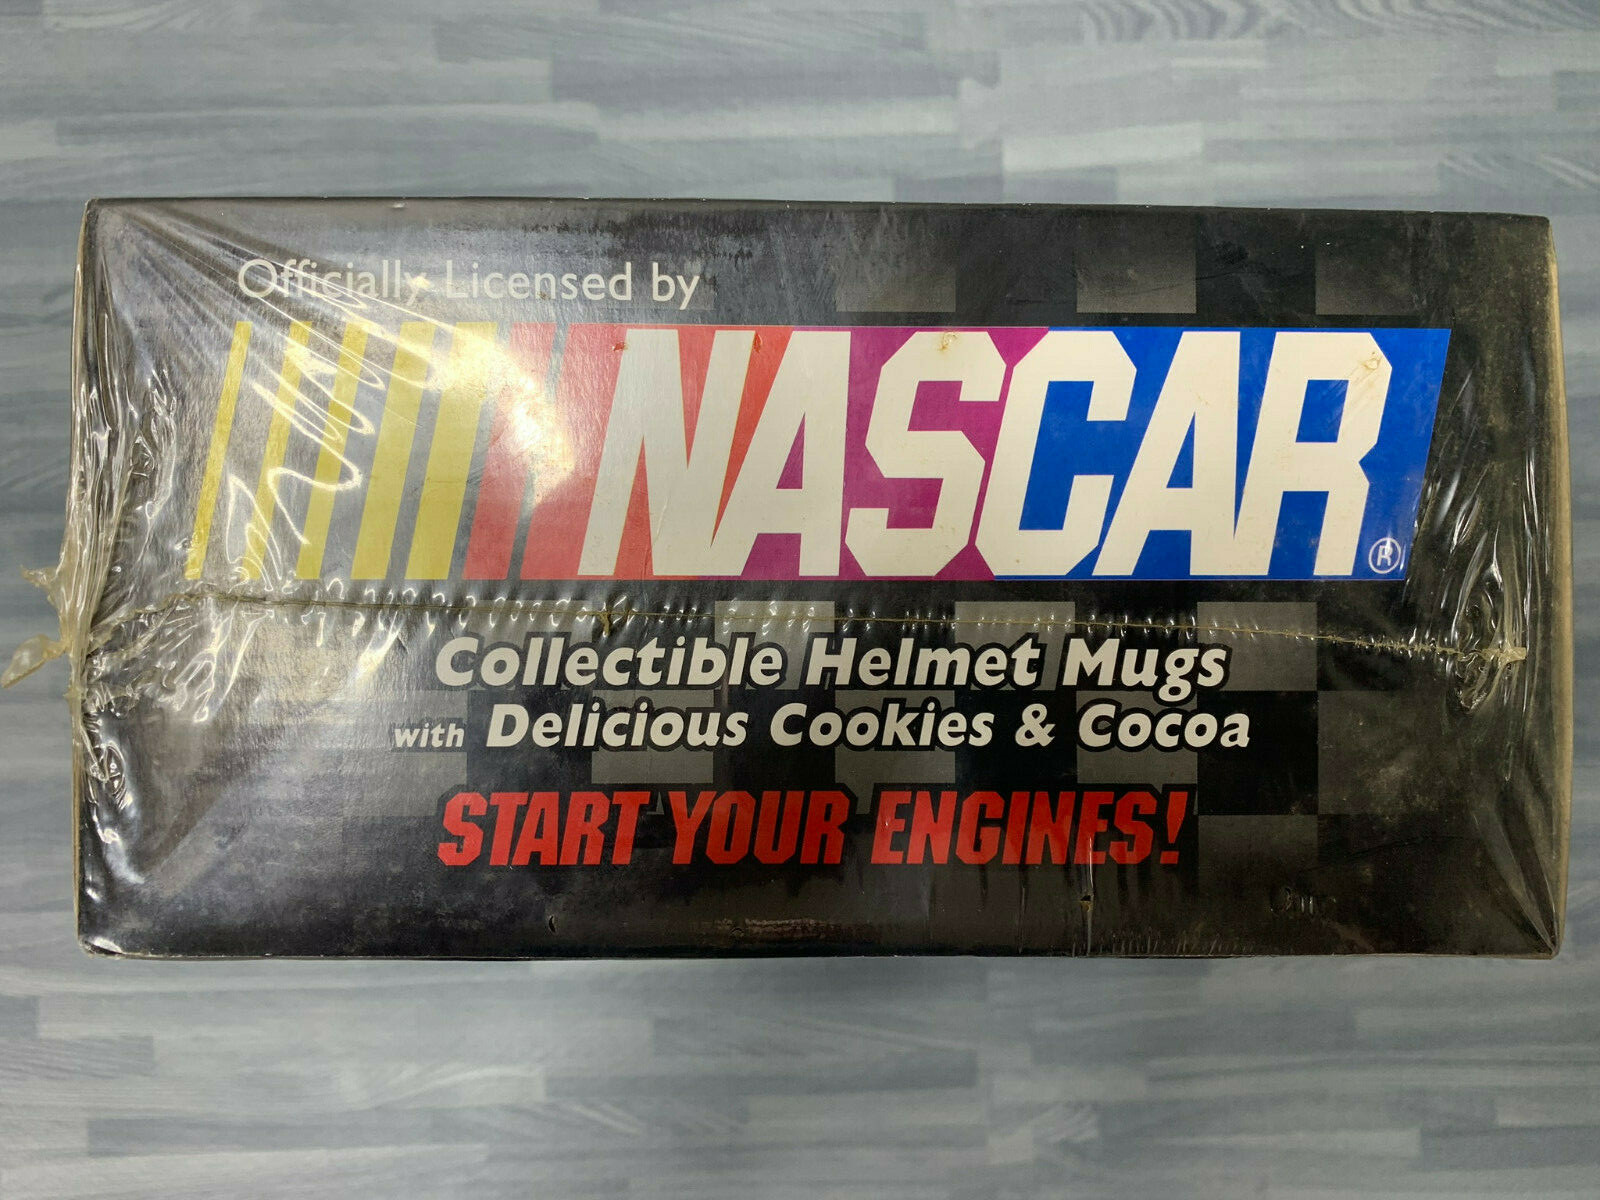 Officially Licensed by
NASCAR®
Collectible Helmet Mugs
with Delicious Cookies & Cocoa
START YOUR ENGINES!